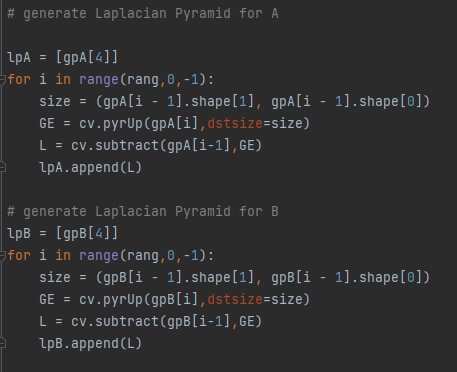 # generate Laplacian Pyramid for A
lpA = [gpA[4]]
for i in range(rang,0,-1):
size = (gpA[i - 1].shape[1], gpA[i - 1].shape[0])
GE = cv.pyrUp(gpA[i],dstsize=size)
L = cv.subtract(gpA[i-1],GE)
lpA.append(L)
# generate Laplacian Pyramid for B
lpB = [gpB[4]]
for i in range(rang,0,-1):
size = (gpB[i - 1].shape[1], gpB[i - 1].shape[0])
GE = cv.pyrUp(gpB[i],dstsize=size)
L = cv.subtract(gpB[i-1],GE)
lpB.append(L)